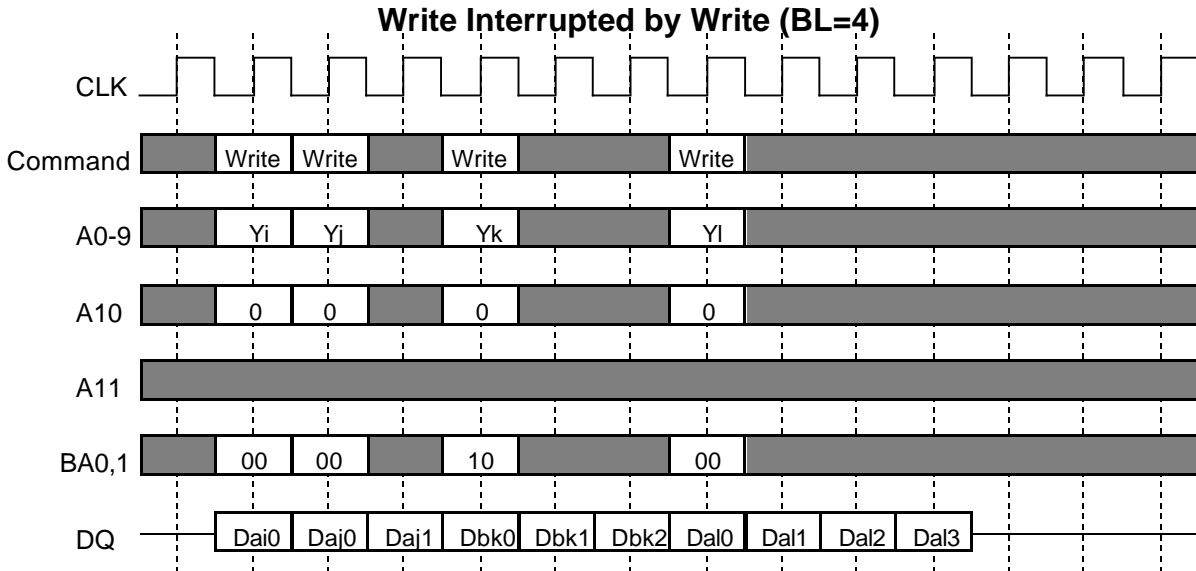 Write Interrupted by Write (BL=4)
CLK
Command Write Write Write Write
A0-9 Yi Yj Yk Yl
A10 0 0 0 0
A11
BA0,1 00 00 10 00
DQ Dai0 Daj0 Daj1 Dbk0 Dbk1 Dbk2 Dal0 Dal1 Dal2 Dal3